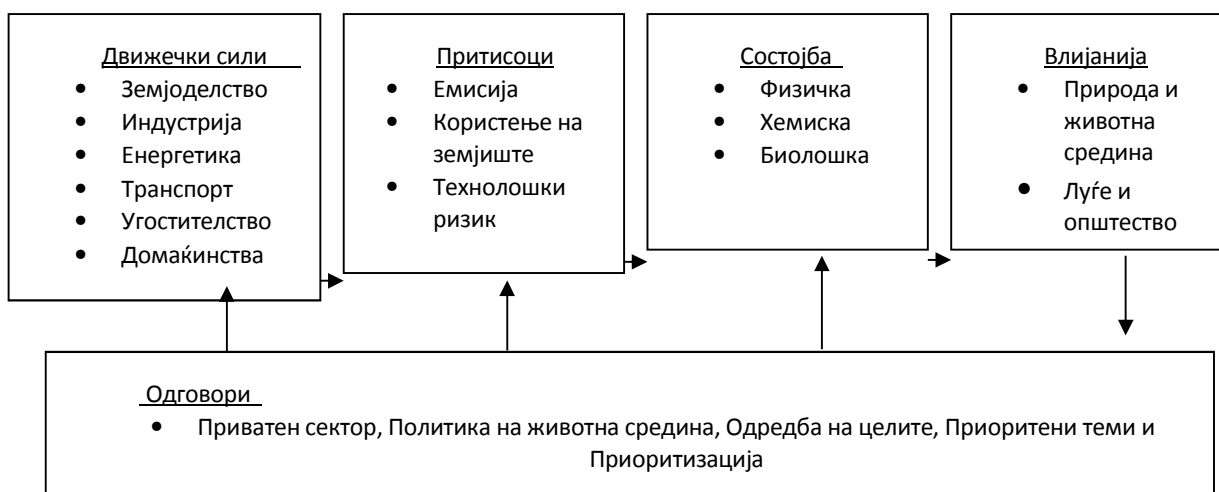 Движечки сили
• Земјоделство
• Индустрија
• Енергетика
• Транспорт
• Угостителство
• Домаќинства
Притисоци
• Емисија
• Користење на
земјиште
• Технолошки
ризик
Состојба
• Физичка
• Хемиска
• Биолошка
Влијанија
• Природа и
животна
средина
• Луѓе и
општество
Одговори
• Приватен сектор, Политика на животна средина, Одредба на целите, Приоритени теми и
Приоритизација